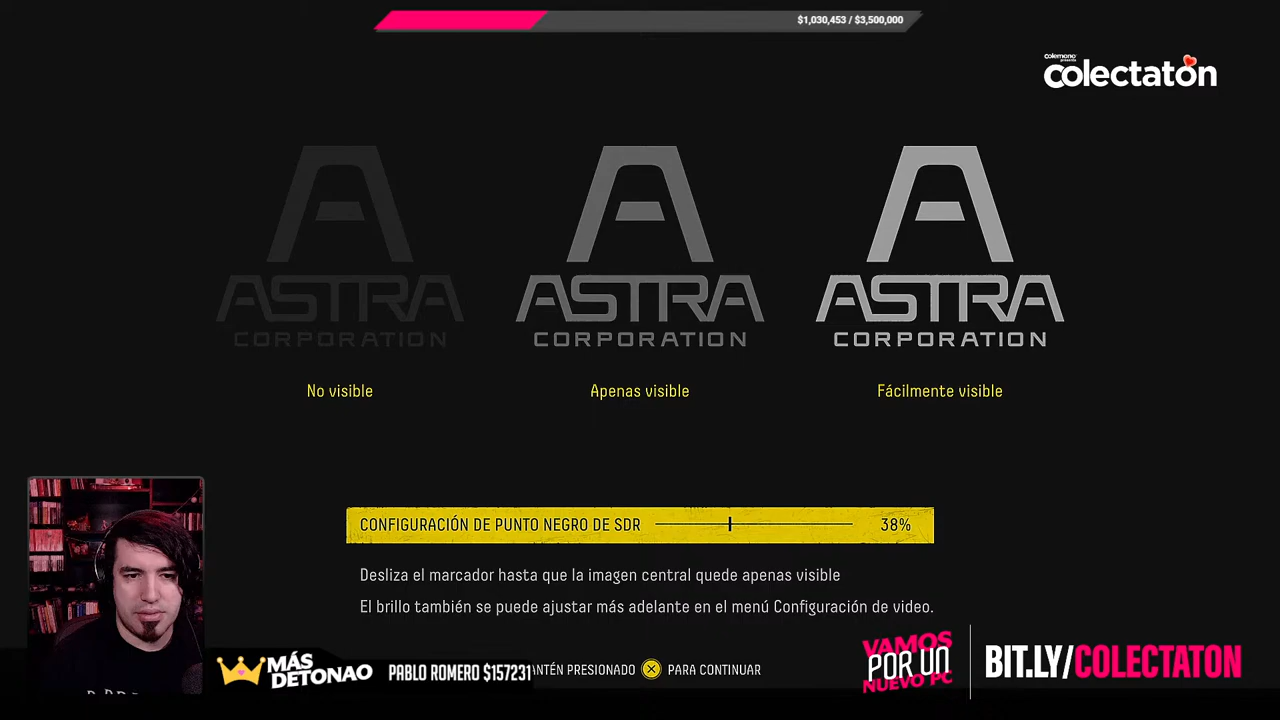 $1,030,453 / $3,500,000
colemono presents
colectatón
A A A
ASTRA ASTRA ASTRA
CORPORATION CORPORATION CORPORATION
No visible Apenas visible Fácilmente visible
CONFIGURACIÓN DE PUNTO NEGRO DE SDR 38%
Desliza el marcador hasta que la imagen central quede apenas visible
El brillo también se puede ajustar más adelante en el menú Configuración de video.
MÁS DETONAO
PABLO ROMERO $157231
ANTÉN PRESIONADO X PARA CONTINUAR
VAMOS
POR UN
NUEVO PC
BIT.LY/COLECTATON